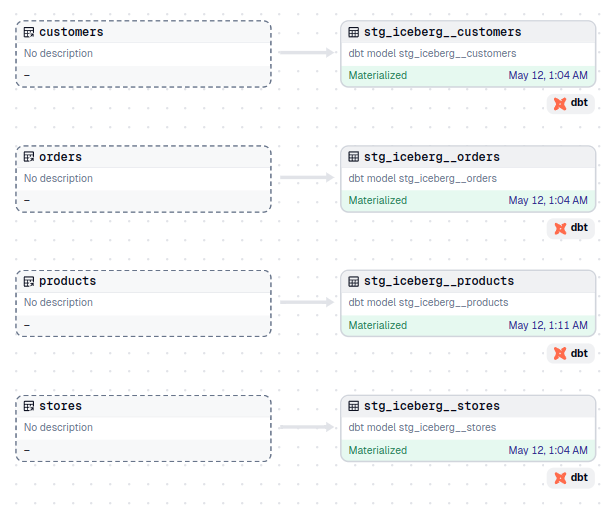 customers
No description
–
stg_iceberg__customers
dbt model stg_iceberg__customers
Materialized May 12, 1:04 AM
dbt
orders
No description
–
stg_iceberg__orders
dbt model stg_iceberg__orders
Materialized May 12, 1:04 AM
dbt
products
No description
–
stg_iceberg__products
dbt model stg_iceberg__products
Materialized May 12, 1:11 AM
dbt
stores
No description
–
stg_iceberg__stores
dbt model stg_iceberg__stores
Materialized May 12, 1:04 AM
dbt